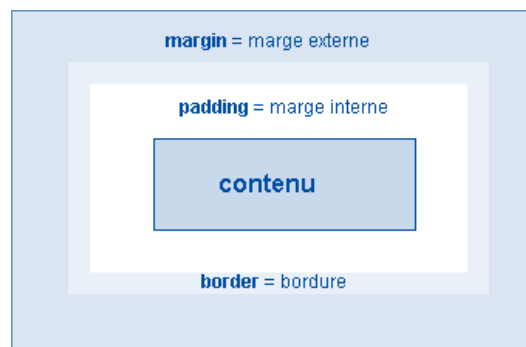 margin = marge externe
padding = marge interne
contenu
border = bordure